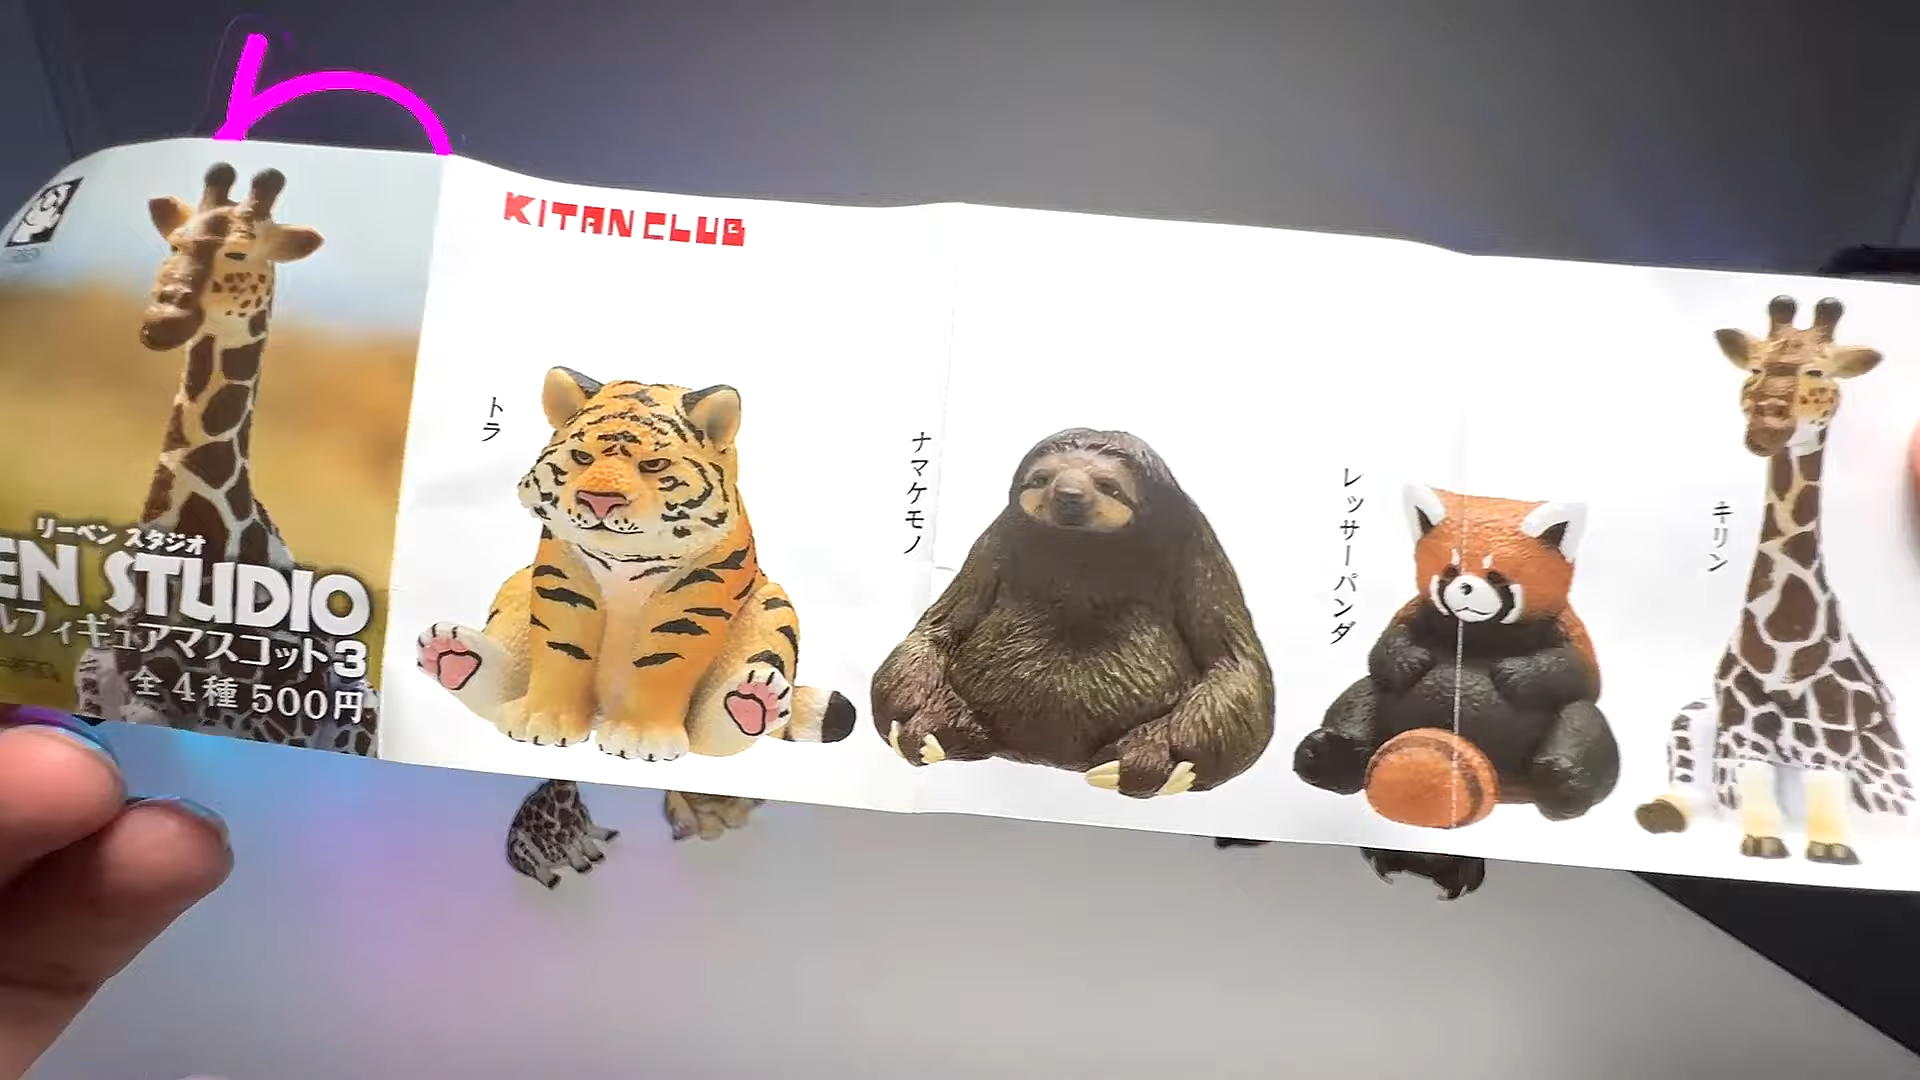 リーベン スタジオ
EN STUDIO
ルフィギュアマスコット3
全4種 500円
KITAN CLUB
トラ
ナマケモノ
レッサーパンダ
キリン